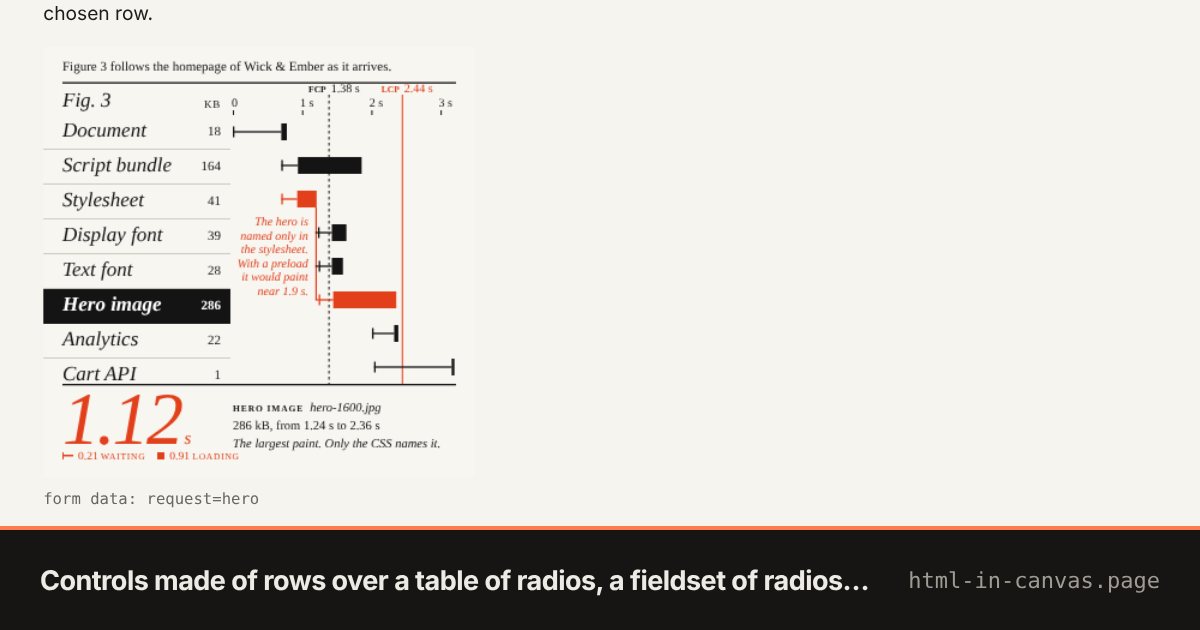 chosen row.
Figure 3 follows the homepage of Wick & Ember as it arrives.
FCP 1.38 s LCP 2.44 s
Fig. 3 KB 0 1 s 2 s 3 s
Document 18
Script bundle 164
Stylesheet 41
The hero is
named only in
the stylesheet.
With a preload
it would paint
near 1.9 s.
Display font 39
Text font 28
Hero image 286
Analytics 22
Cart API 1
1.12 s
0.21 WAITING 0.91 LOADING
HERO IMAGE hero-1600.jpg
286 kB, from 1.24 s to 2.36 s
The largest paint. Only the CSS names it.
form data: request=hero
Controls made of rows over a table of radios, a fieldset of radios…
html-in-canvas.page